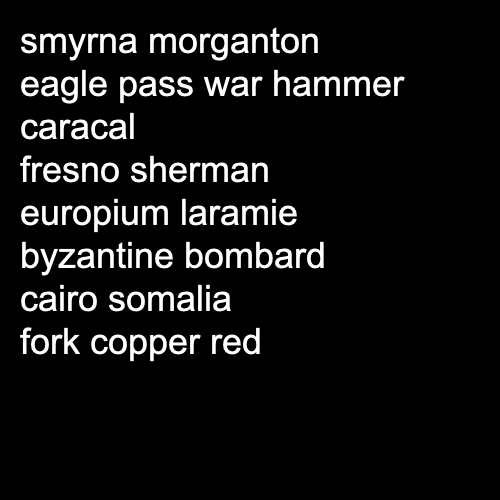 smyrna morganton
eagle pass war hammer
caracal
fresno sherman
europium laramie
byzantine bombard
cairo somalia
fork copper red